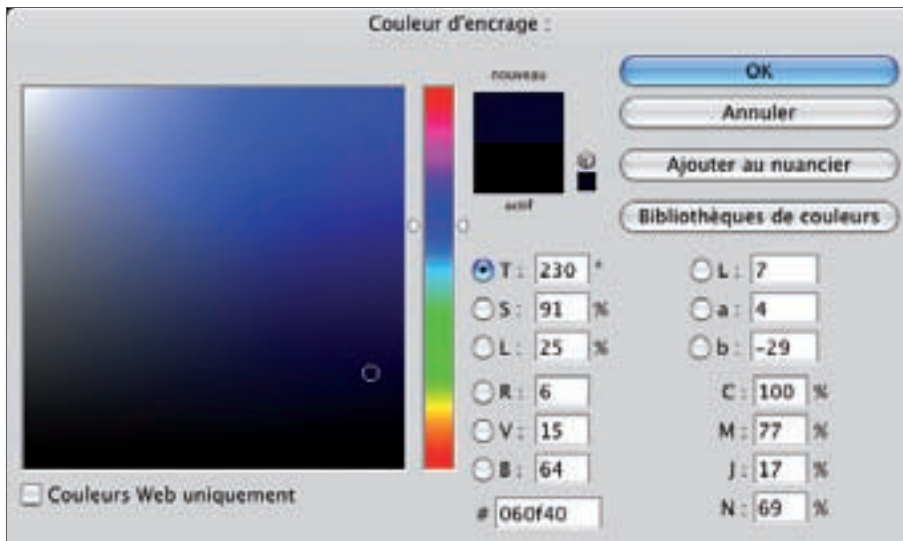 Couleur d'encrage :
nouveau
actif
OK
Annuler
Ajouter au nuancier
Bibliothèques de couleurs
T : 230 °
S : 91 %
L : 25 %
R : 6
V : 15
B : 64
# 060f40
L : 7
a : 4
b : -29
C : 100 %
M : 77 %
J : 17 %
N : 69 %
Couleurs Web uniquement